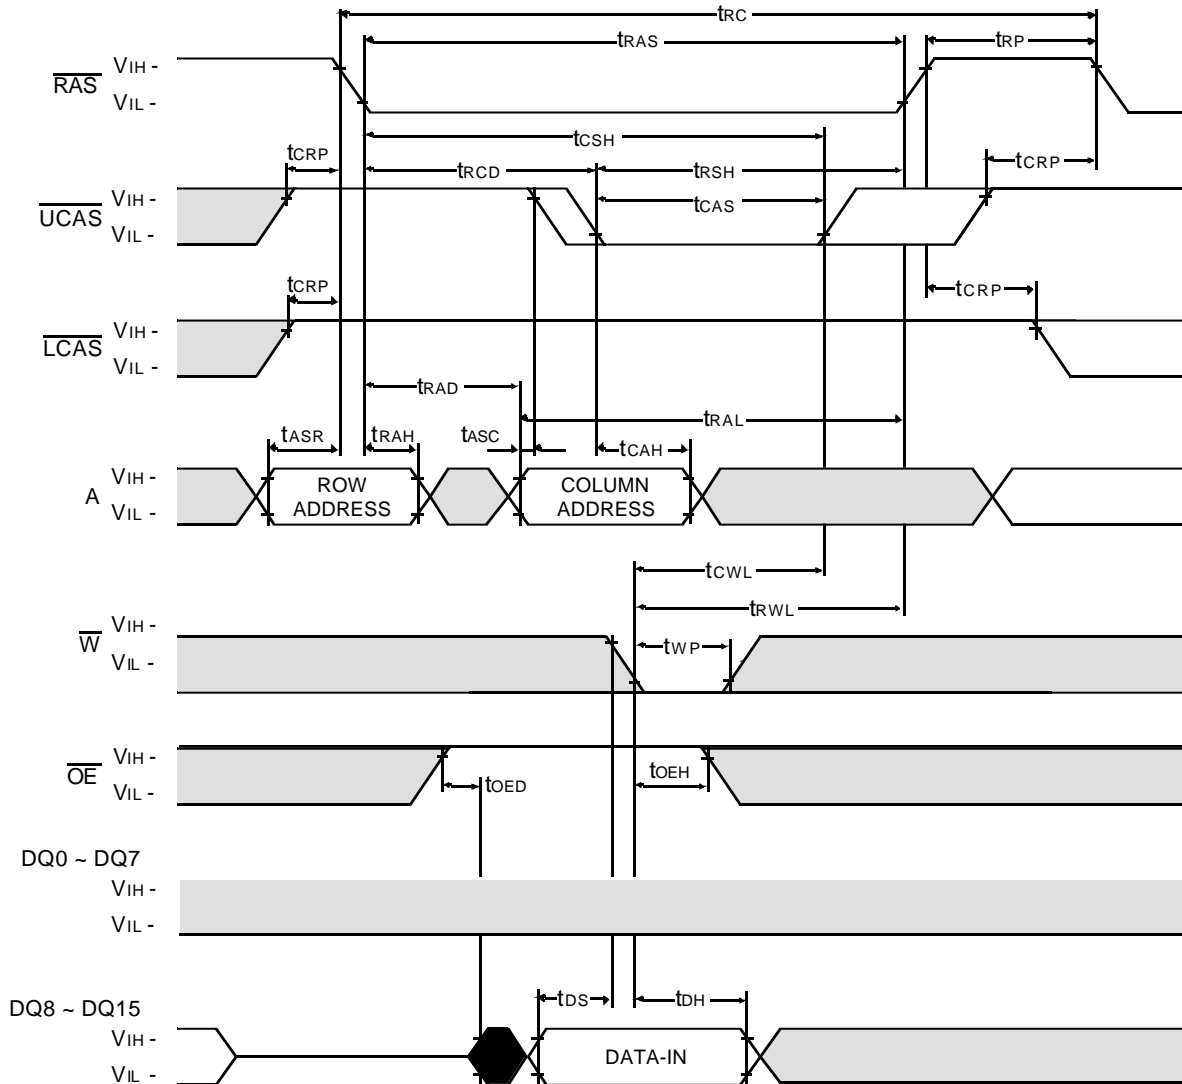 tRC
tRAS
tRP
RAS
VIH -
VIL -
tCSH
tCRP
tRCD
tRSH
tCRP
UCAS
VIH -
VIL -
tCAS
tCRP
tCRP
LCAS
VIH -
VIL -
tRAD
tRAL
tASR
tRAH
tASC
tCAH
A
VIH -
VIL -
ROW
ADDRESS
COLUMN
ADDRESS
tCWL
tRWL
W
VIH -
VIL -
tWP
OE
VIH -
VIL -
tOED
tOEH
DQ0 ~ DQ7
VIH -
VIL -
DQ8 ~ DQ15
VIH -
VIL -
tDS
tDH
DATA-IN